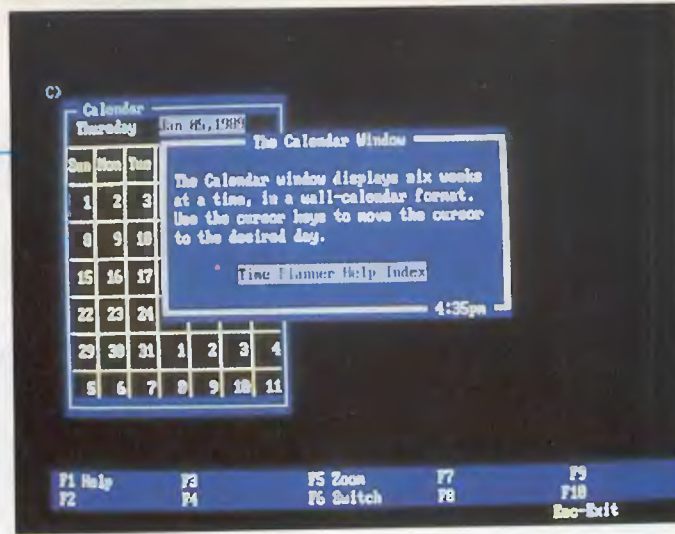 C>
Calendar
Thursday Jan 05,1989
Sun Mon Tue
1 2 3
8 9 10
15 16 17
22 23 24
29 30 31 1 2 3 4
5 6 7 8 9 10 11
The Calendar Window
The Calendar window displays six weeks
at a time, in a wall-calendar format.
Use the cursor keys to move the cursor
to the desired day.
Time Planner Help Index
4:35pm
F1 Help F3 F5 Zoom F7 F9
F2 F4 F6 Switch F8 F10
Esc-Exit